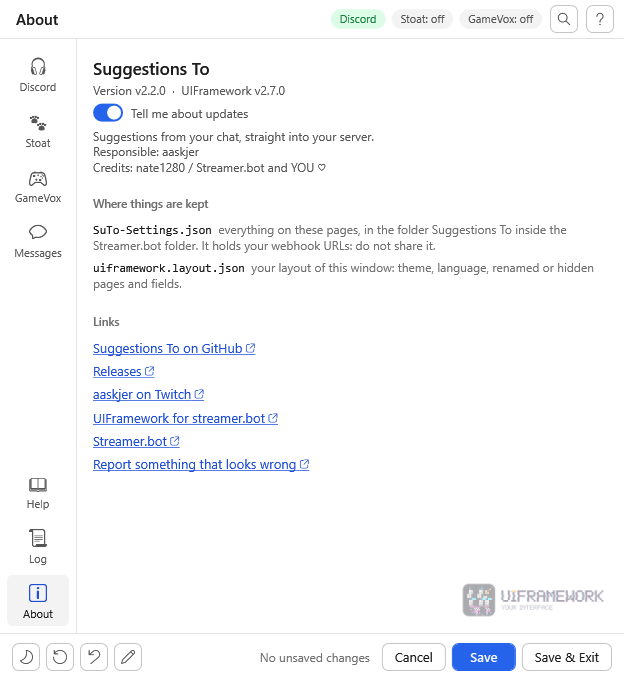 About
Discord
Stoat: off
GameVox: off
?
Discord
Stoat
GameVox
Messages
Suggestions To
Version v2.2.0 · UIFramework v2.7.0
Tell me about updates
Suggestions from your chat, straight into your server.
Responsible: aaskjer
Credits: nate1280 / Streamer.bot and YOU ♡
Where things are kept
SuTo-Settings.json everything on these pages, in the folder Suggestions To inside the
Streamer.bot folder. It holds your webhook URLs: do not share it.
uiframework.layout.json your layout of this window: theme, language, renamed or hidden
pages and fields.
Links
Suggestions To on GitHub
Releases
aaskjer on Twitch
UIFramework for streamer.bot
Streamer.bot
Report something that looks wrong
Help
Log
About
UIFRAMEWORK
YOUR INTERFACE
No unsaved changes
Cancel
Save
Save & Exit